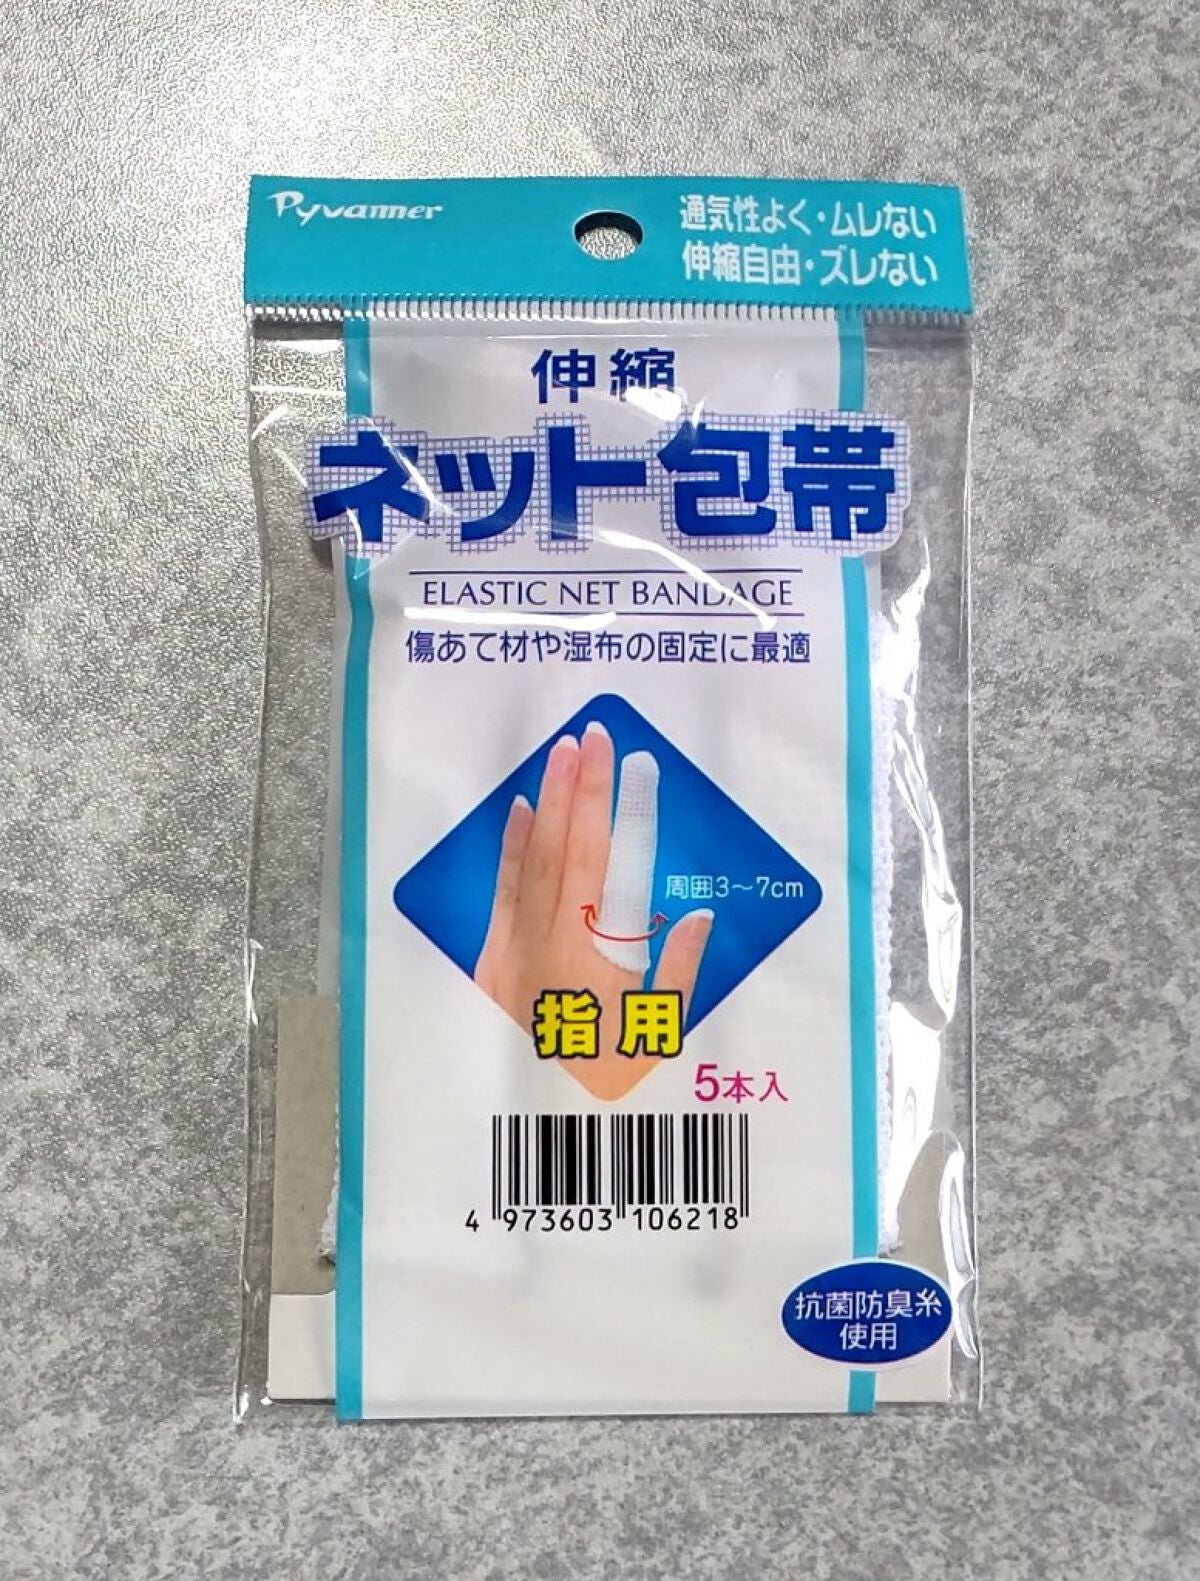 Pyvanner
通気性よく・ムレない
伸縮自由・ズレない
伸縮
ネット包帯
ELASTIC NET BANDAGE
傷あて材や湿布の固定に最適
周囲3〜7cm
指用
5本入
4 973603 106218
抗菌防臭糸
使用